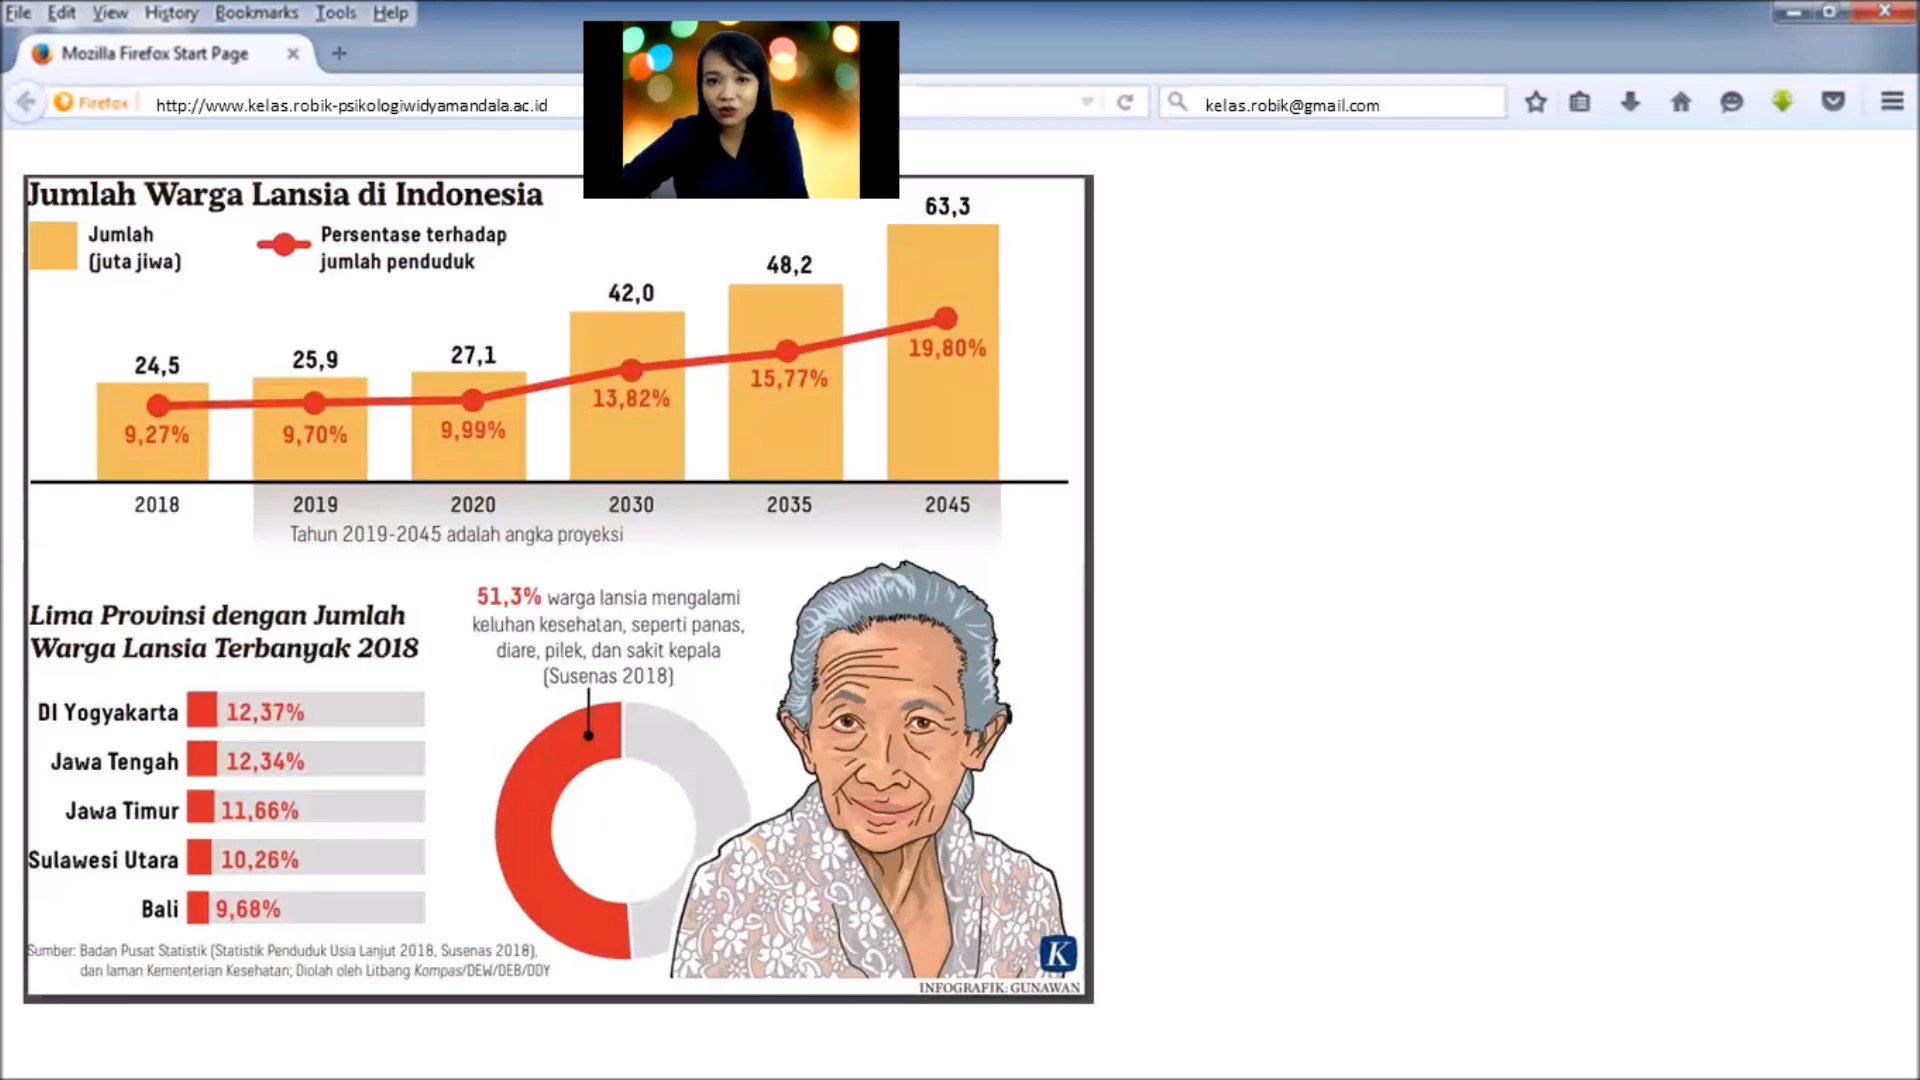 File Edit View History Bookmarks Tools Help
Mozilla Firefox Start Page
Firefox http://www.kelas.robik-psikologiwidyamandala.ac.id
kelas.robik@gmail.com
Jumlah Warga Lansia di Indonesia
Jumlah
(juta jiwa)
Persentase terhadap
jumlah penduduk
24,5 25,9 27,1 42,0 48,2 63,3
9,27% 9,70% 9,99% 13,82% 15,77% 19,80%
2018 2019 2020 2030 2035 2045
Tahun 2019-2045 adalah angka proyeksi
Lima Provinsi dengan Jumlah
Warga Lansia Terbanyak 2018
DI Yogyakarta 12,37%
Jawa Tengah 12,34%
Jawa Timur 11,66%
Sulawesi Utara 10,26%
Bali 9,68%
51,3% warga lansia mengalami
keluhan kesehatan, seperti panas,
diare, pilek, dan sakit kepala
(Susenas 2018)
Sumber: Badan Pusat Statistik (Statistik Penduduk Usia Lanjut 2018, Susenas 2018),
dan laman Kementerian Kesehatan; Diolah oleh Litbang Kompas/DEW/DEB/DDY
K
INFOGRAFIK: GUNAWAN